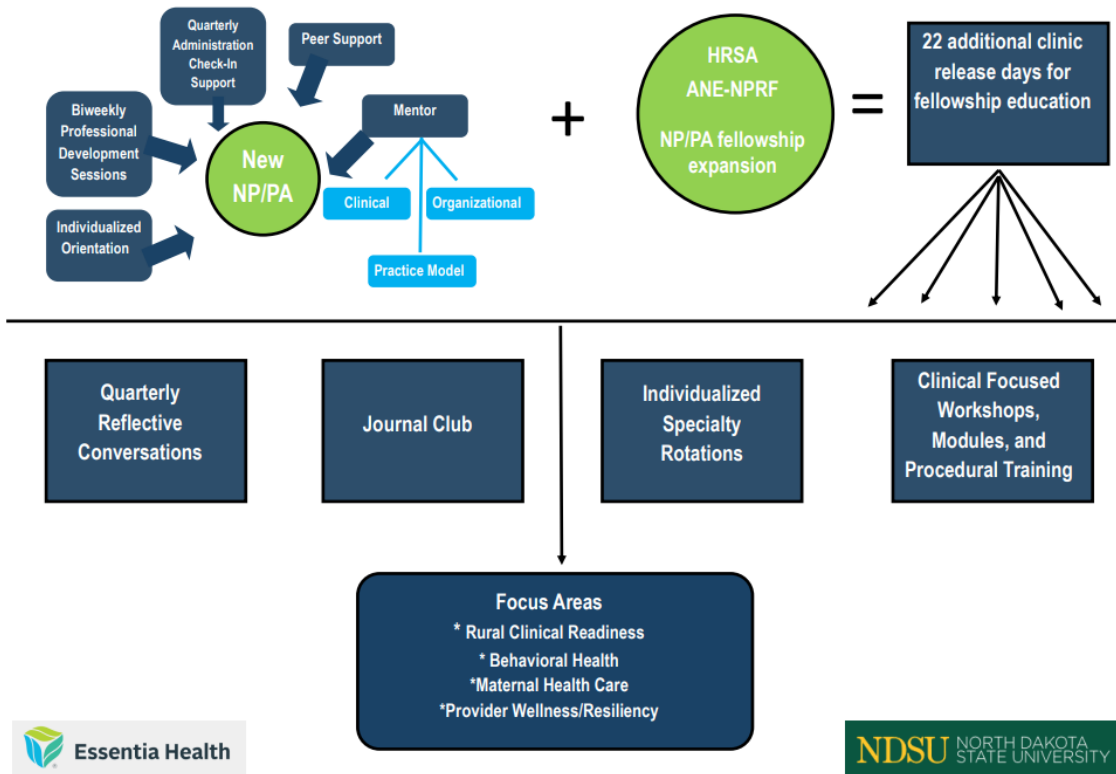 Quarterly
Administration
Check-In
Support
Peer Support
Biweekly
Professional
Development
Sessions
Mentor
New
NP/PA
Clinical
Organizational
Individualized
Orientation
Practice Model
+
HRSA
ANE-NPRF
NP/PA fellowship
expansion
=
22 additional clinic
release days for
fellowship education
Quarterly
Reflective
Conversations
Journal Club
Individualized
Specialty
Rotations
Clinical Focused
Workshops,
Modules, and
Procedural Training
Focus Areas
* Rural Clinical Readiness
* Behavioral Health
*Maternal Health Care
*Provider Wellness/Resiliency
Essentia Health
NDSU NORTH DAKOTA
STATE UNIVERSITY